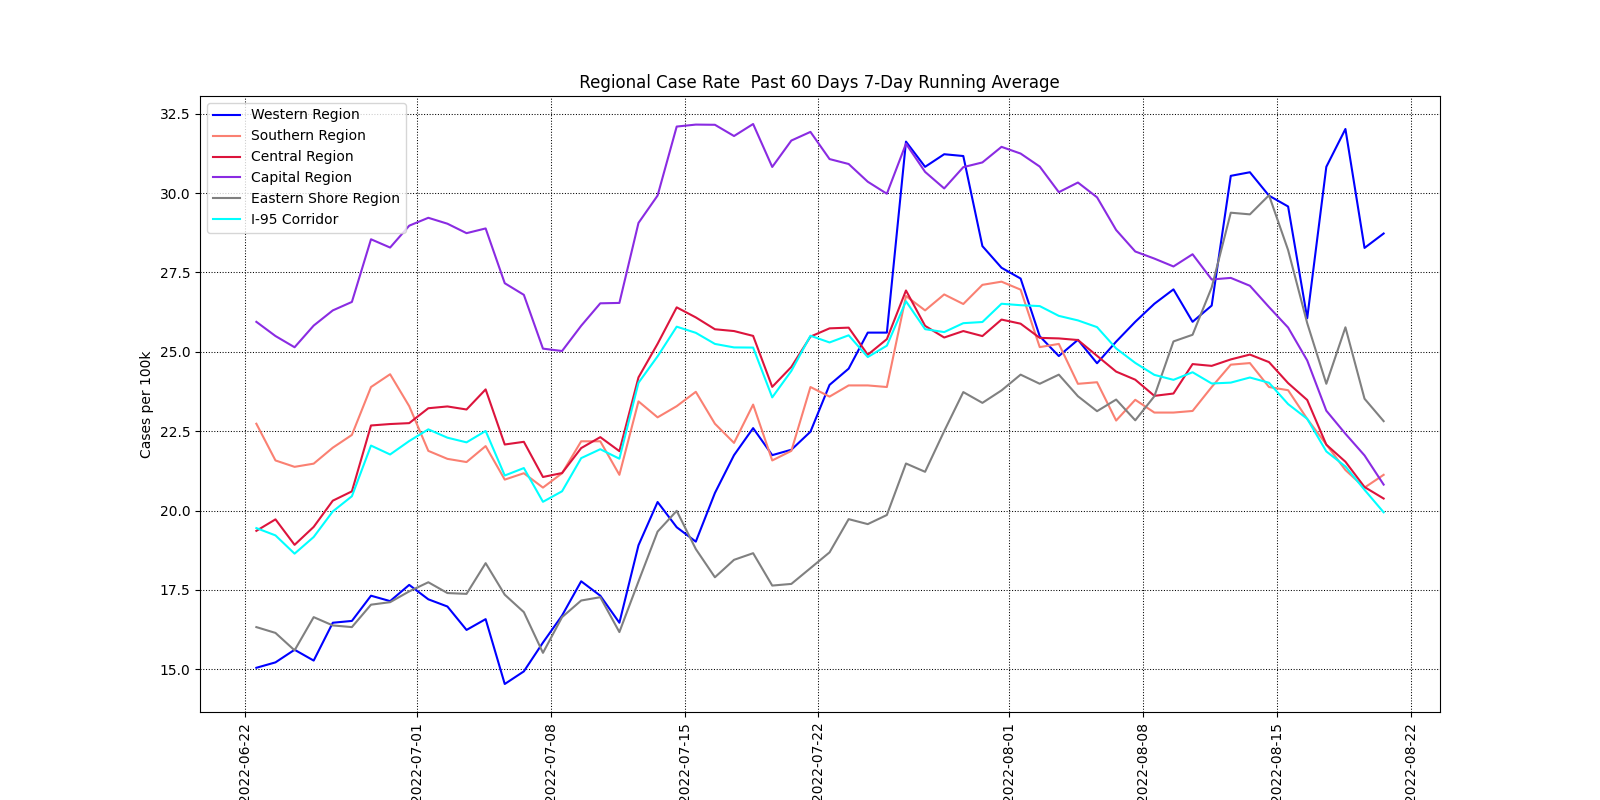 Regional Case Rate  Past 60 Days 7-Day Running Average
Western Region
Southern Region
Central Region
Capital Region
Eastern Shore Region
I-95 Corridor
Cases per 100k
32.5
30.0
27.5
25.0
22.5
20.0
17.5
15.0
2022-06-22
2022-07-01
2022-07-08
2022-07-15
2022-07-22
2022-08-01
2022-08-08
2022-08-15
2022-08-22